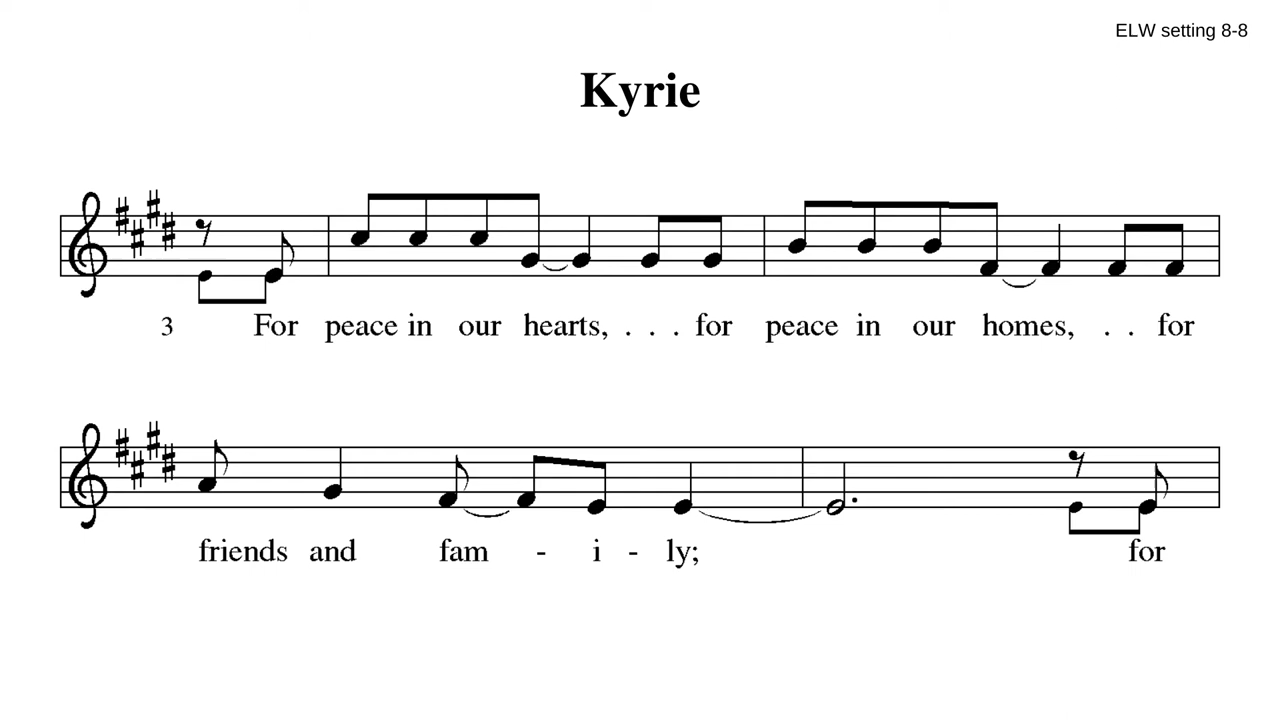 ELW setting 8-8
Kyrie
3 For peace in our hearts, . . . for peace in our homes, . . for
friends and fam - i - ly; for